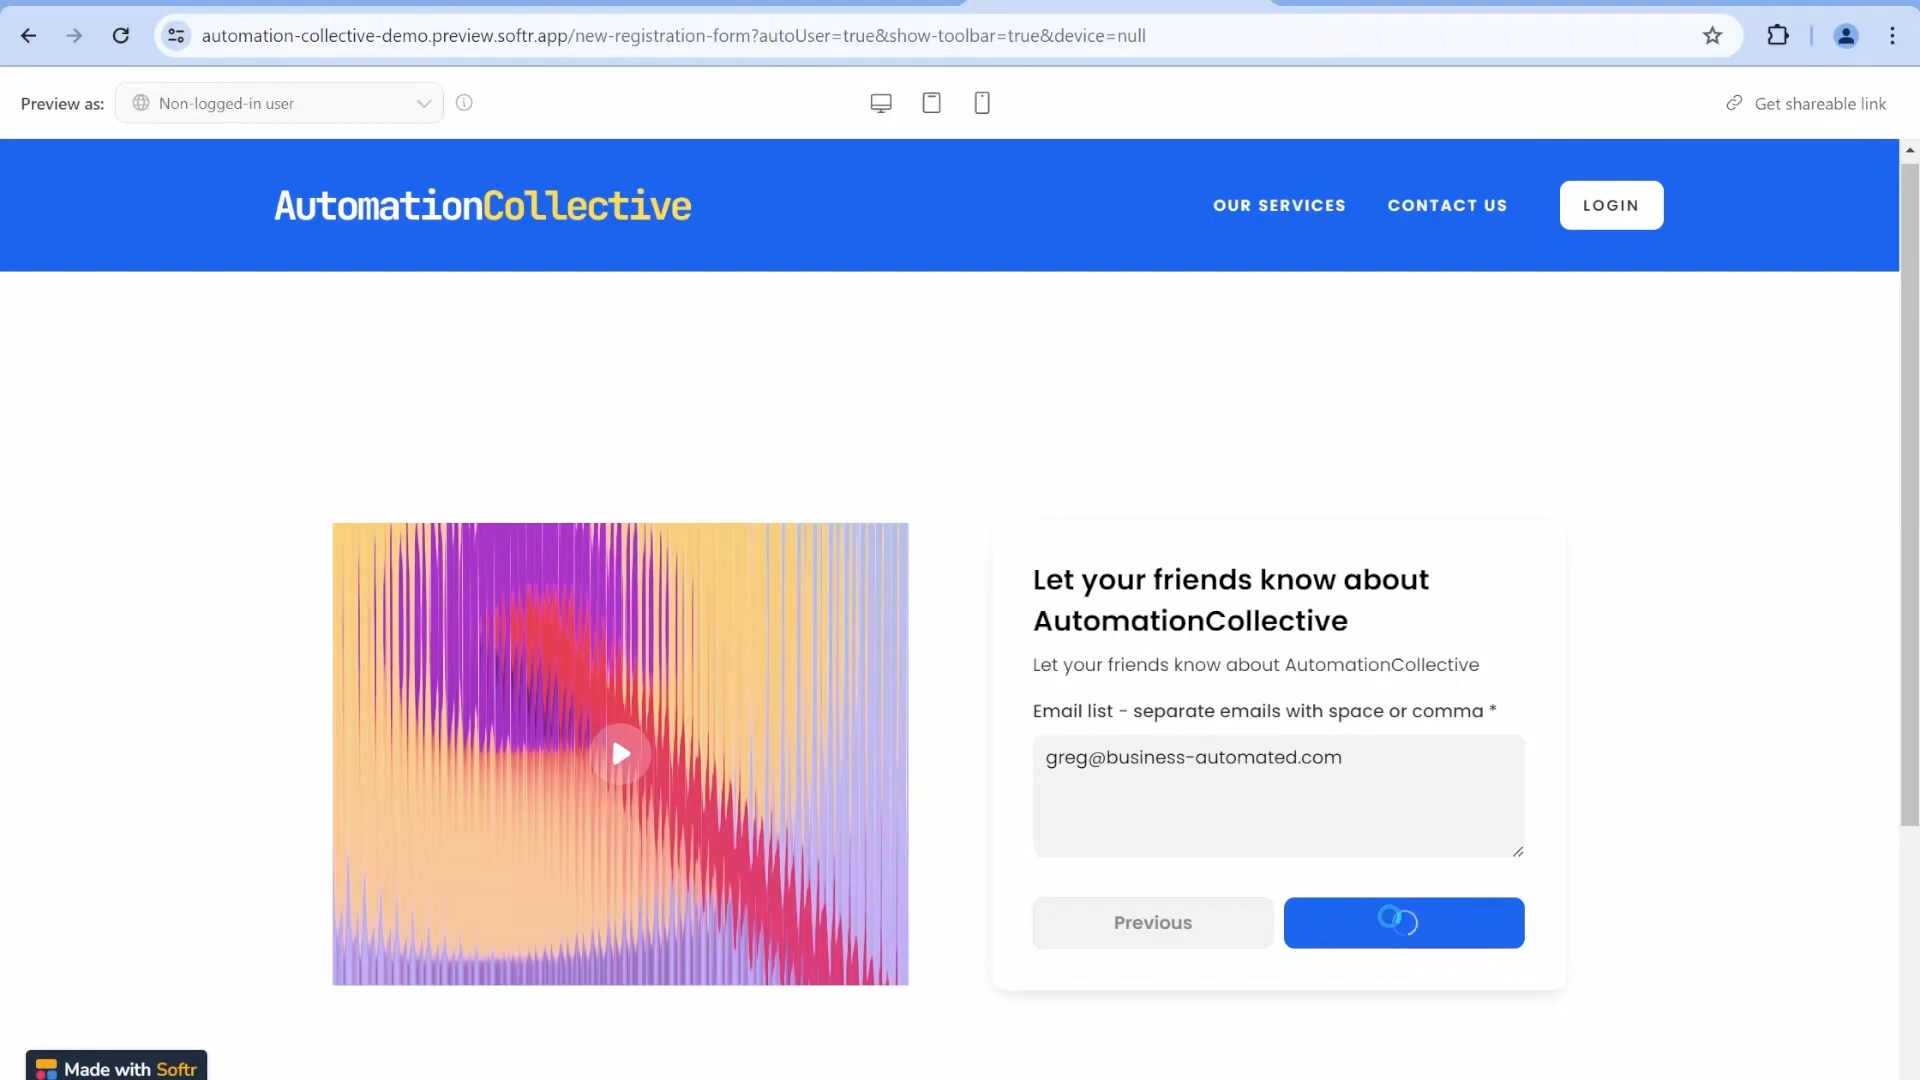 automation-collective-demo.preview.softr.app/new-registration-form?autoUser=true&show-toolbar=true&device=null
Preview as:
Non-logged-in user
Get shareable link
AutomationCollective
OUR SERVICES
CONTACT US
LOGIN
Let your friends know about
AutomationCollective
Let your friends know about AutomationCollective
Email list - separate emails with space or comma *
greg@business-automated.com
Previous
Made with Softr